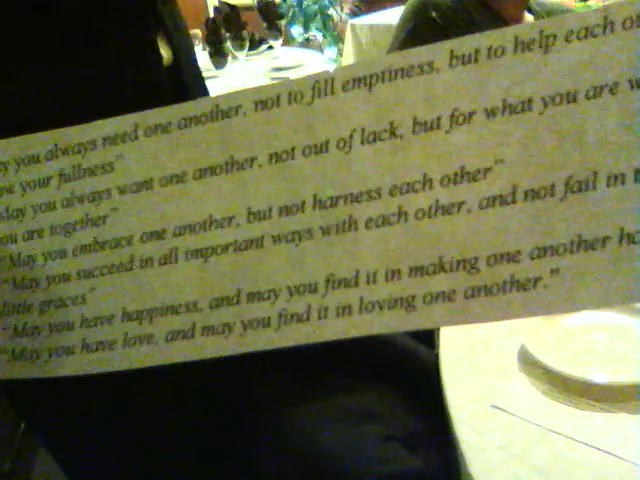 you always need one another, not to fill emptiness, but to help each
your fullness"
May you always want one another, not out of lack, but for what you are
you are together"
"May you embrace one another, but not harness each other"
"May you succeed in all important ways with each other, and not fail in
little graces"
"May you have happiness, and may you find it in making one another
"May you have love, and may you find it in loving one another."